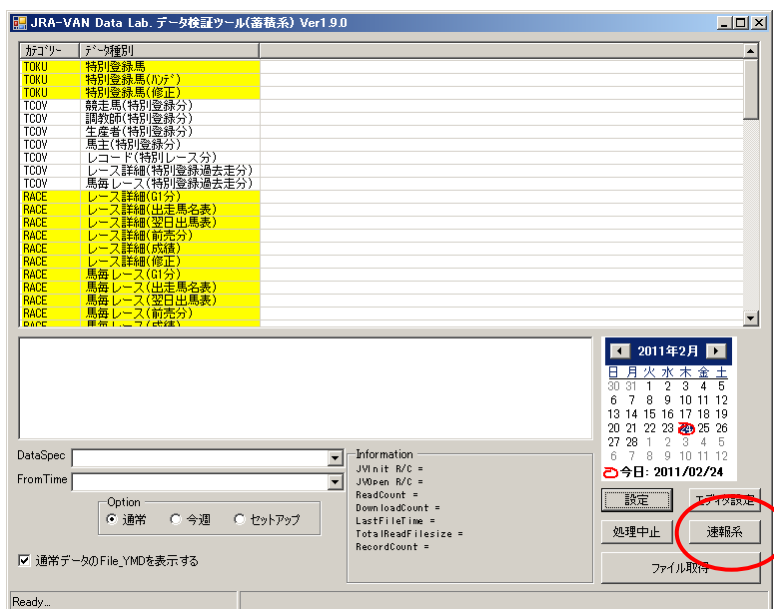 JRA-VAN Data Lab. データ検証ツール(蓄積系) Ver1.9.0
ｶﾃｺﾞﾘｰ ﾃﾞｰﾀ種別
TOKU 特別登録馬
TOKU 特別登録馬(ﾊﾝﾃﾞ)
TOKU 特別登録馬(修正)
TCOV 競走馬(特別登録分)
TCOV 調教師(特別登録分)
TCOV 生産者(特別登録分)
TCOV 馬主(特別登録分)
TCOV レコード(特別レース分)
TCOV レース詳細(特別登録過去走分)
TCOV 馬毎レース(特別登録過去走分)
RACE レース詳細(G1分)
RACE レース詳細(出走馬名表)
RACE レース詳細(翌日出馬表)
RACE レース詳細(前売分)
RACE レース詳細(成績)
RACE レース詳細(修正)
RACE 馬毎レース(G1分)
RACE 馬毎レース(出走馬名表)
RACE 馬毎レース(翌日出馬表)
RACE 馬毎レース(前売分)
RACE 馬毎レース(成績)
2011年2月
日 月 火 水 木 金 土
30 31 1 2 3 4 5
6 7 8 9 10 11 12
13 14 15 16 17 18 19
20 21 22 23 24 25 26
27 28 1 2 3 4 5
6 7 8 9 10 11 12
今日: 2011/02/24
DataSpec
FromTime
Option
通常 今週 セットアップ
通常データのFile_YMDを表示する
Information
JVInit R/C =
JVOpen R/C =
ReadCount =
DownloadCount =
LastFileTime =
TotalReadFilesize =
RecordCount =
設定 エディタ設定
処理中止 速報系
ファイル取得
Ready...